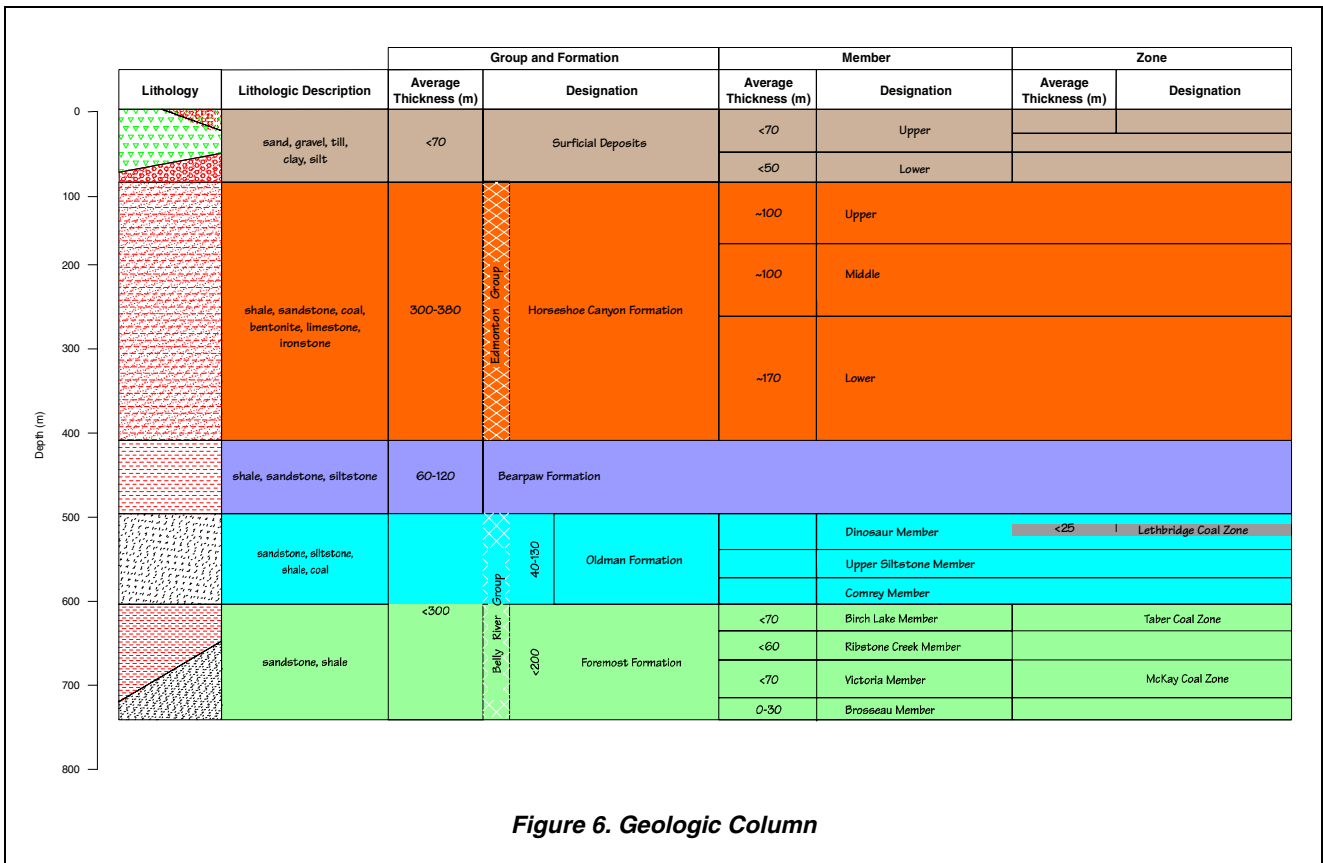 Group and Formation
Member
Zone
Lithology
Lithologic Description
Average
Thickness (m)
Designation
Average
Thickness (m)
Designation
Average
Thickness (m)
Designation
Depth (m)
0
100
200
300
400
500
600
700
800
sand, gravel, till,
clay, silt
<70
Surficial Deposits
<70
Upper
<50
Lower
shale, sandstone, coal,
bentonite, limestone,
ironstone
300-380
Edmonton Group
Horseshoe Canyon Formation
~100
Upper
~100
Middle
~170
Lower
shale, sandstone, siltstone
60-120
Bearpaw Formation
sandstone, siltstone,
shale, coal
<300
Belly River Group
40-130
Oldman Formation
Dinosaur Member
<25
Lethbridge Coal Zone
Upper Siltstone Member
Comrey Member
sandstone, shale
<200
Foremost Formation
<70
Birch Lake Member
Taber Coal Zone
<60
Ribstone Creek Member
<70
Victoria Member
McKay Coal Zone
0-30
Brosseau Member
Figure 6. Geologic Column